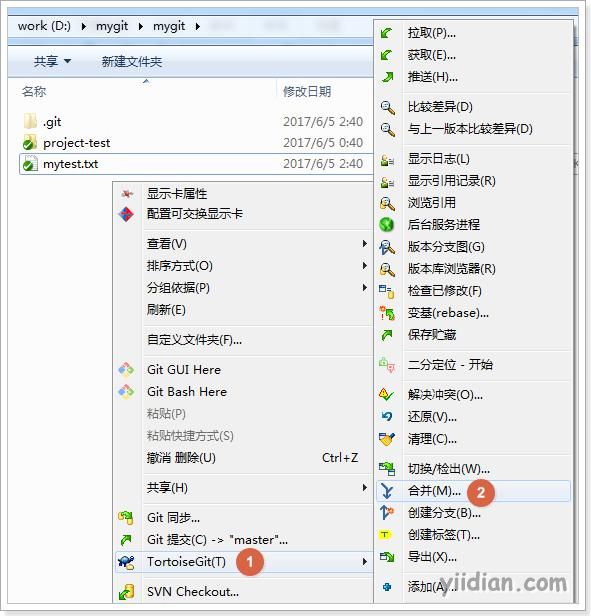 work (D:) ▸ mygit ▸ mygit ▸
共享 新建文件夹
名称 修改日期
.git 2017/6/5 2:40
project-test 2017/6/5 0:40
mytest.txt 2017/6/5 2:40
显示卡属性
配置可交换显示卡
查看(V)
排序方式(O)
分组依据(P)
刷新(E)
自定义文件夹(F)...
Git GUI Here
Git Bash Here
粘贴(P)
粘贴快捷方式(S)
撤消 删除(U) Ctrl+Z
共享(H)
Git 同步...
Git 提交(C) -> "master"...
TortoiseGit(T) 1
SVN Checkout...
拉取(P)...
获取(E)...
推送(H)...
比较差异(D)
与上一版本比较差异(D)
显示日志(L)
显示引用记录(R)
浏览引用
后台服务进程
版本分支图(G)
版本库浏览器(R)
检查已修改(F)
变基(rebase)...
保存贮藏
二分定位 - 开始
解决冲突(O)...
还原(V)...
清理(C)...
切换/检出(W)...
合并(M)... 2
创建分支(B)...
创建标签(T)...
导出(X)...
添加(A)...
yiidian.com